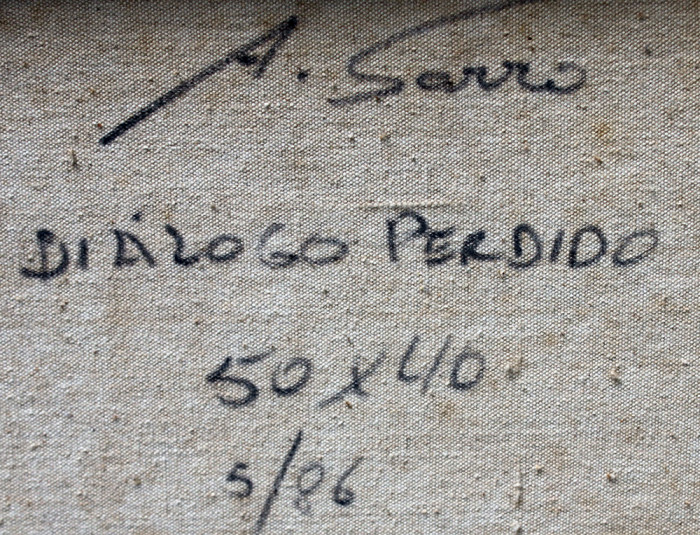 A. Sarro
DIÁLOGO PERDIDO
50 x 40
5/86